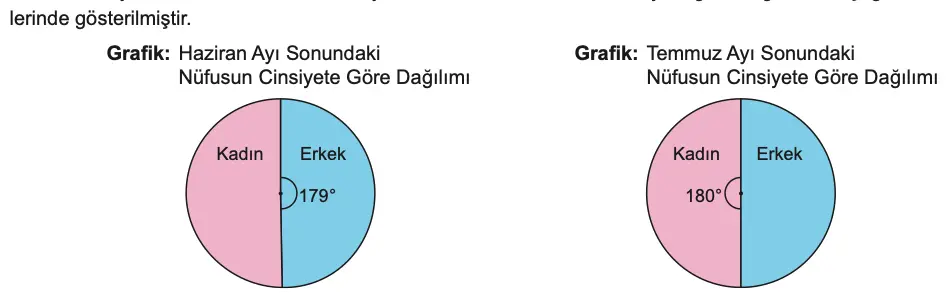 lerinde gösterilmiştir.
Grafik: Haziran Ayı Sonundaki
Nüfusun Cinsiyete Göre Dağılımı
Kadın
Erkek
179°
Grafik: Temmuz Ayı Sonundaki
Nüfusun Cinsiyete Göre Dağılımı
Kadın
Erkek
180°